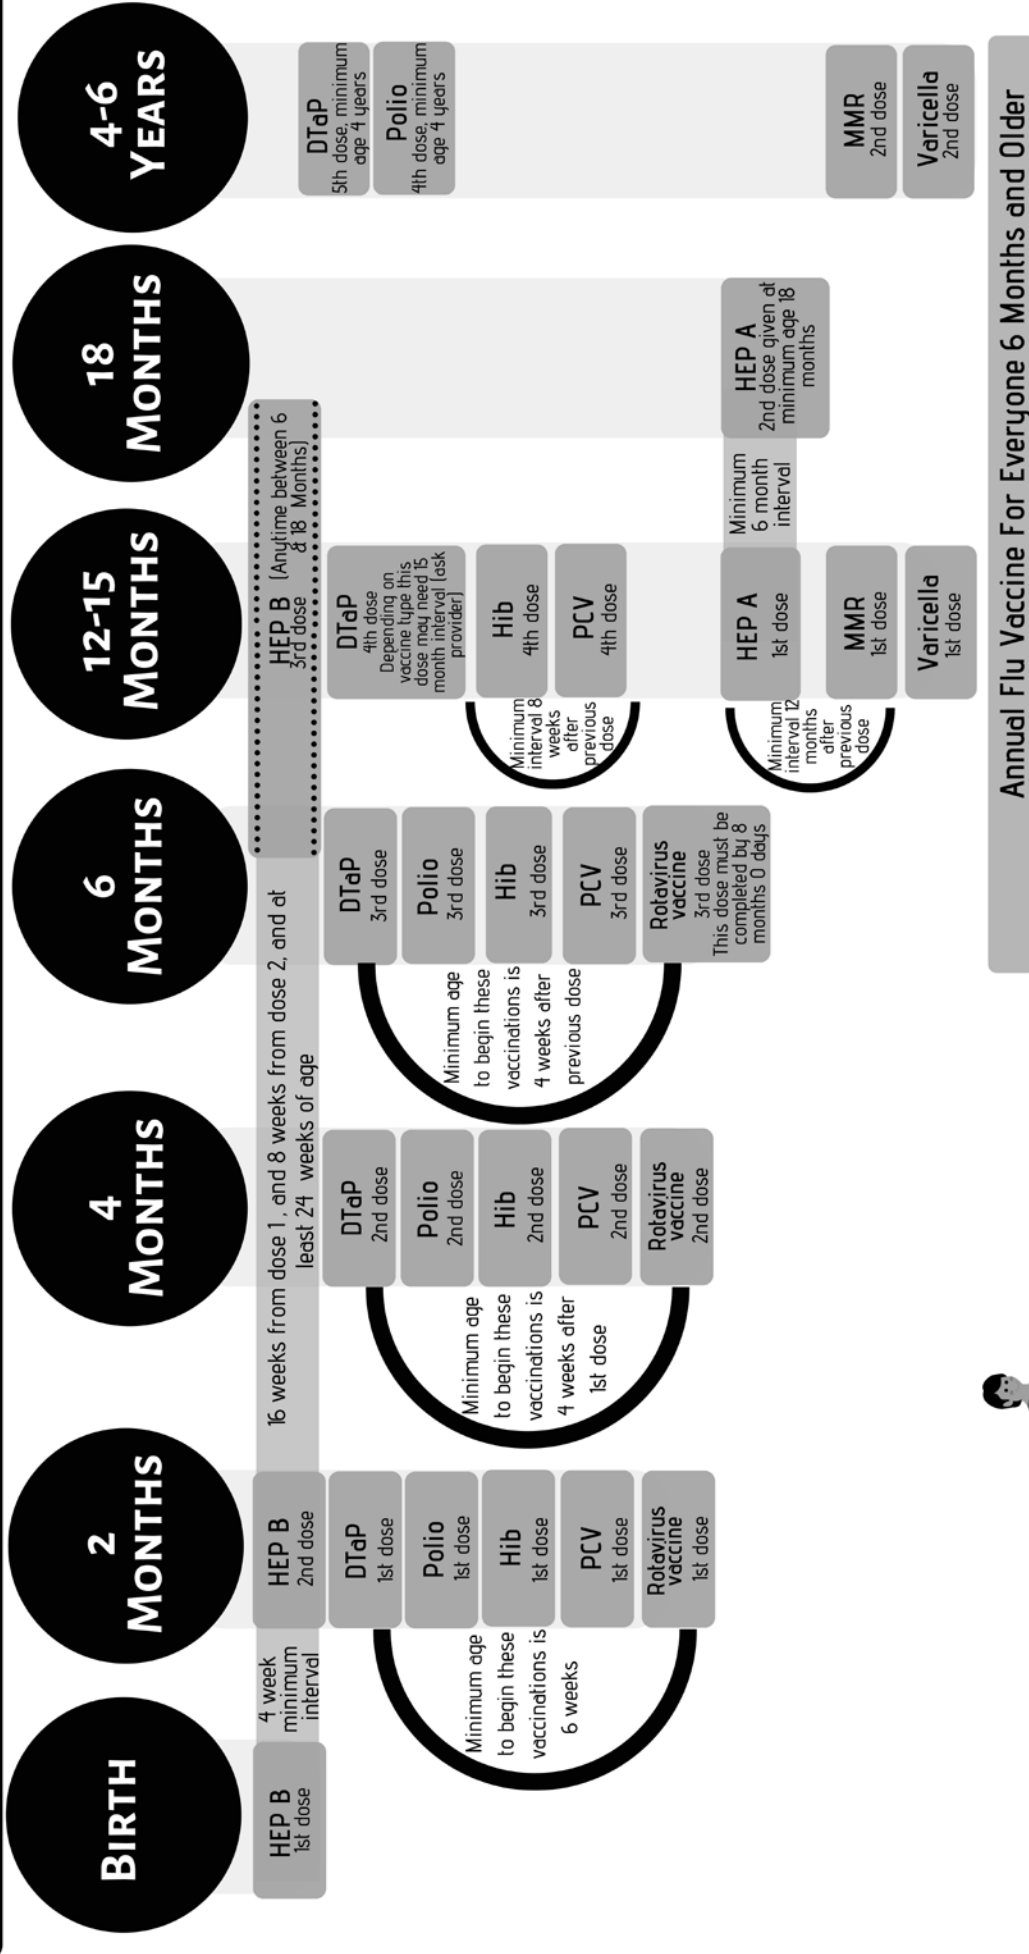 BIRTH
HEP B
1st dose
4 week
minimum
interval
2
MONTHS
HEP B
2nd dose
16 weeks from dose 1, and 8 weeks from dose 2, and at
least 24 weeks of age
Minimum age
to begin these
vaccinations is
6 weeks
DTaP
1st dose
Polio
1st dose
Hib
1st dose
PCV
1st dose
Rotavirus
vaccine
1st dose
4
MONTHS
Minimum age
to begin these
vaccinations is
4 weeks after
1st dose
DTaP
2nd dose
Polio
2nd dose
Hib
2nd dose
PCV
2nd dose
Rotavirus
vaccine
2nd dose
6
MONTHS
Minimum age
to begin these
vaccinations is
4 weeks after
previous dose
DTaP
3rd dose
Polio
3rd dose
Hib
3rd dose
PCV
3rd dose
Rotavirus
vaccine
3rd dose
This dose must be
completed by 8
months 0 days
12-15
MONTHS
HEP B (Anytime between 6
3rd dose & 18 Months)
DTaP
4th dose
Depending on
vaccine type this
dose may need 15
month interval (ask
provider)
Minimum
interval 8
weeks
after
previous
dose
Hib
4th dose
PCV
4th dose
Minimum
interval 12
months
after
previous
dose
HEP A
1st dose
MMR
1st dose
Varicella
1st dose
Minimum
6 month
interval
18
MONTHS
HEP A
2nd dose given at
minimum age 18
months
4-6
YEARS
DTaP
5th dose, minimum
age 4 years
Polio
4th dose, minimum
age 4 years
MMR
2nd dose
Varicella
2nd dose
Annual Flu Vaccine For Everyone 6 Months and Older